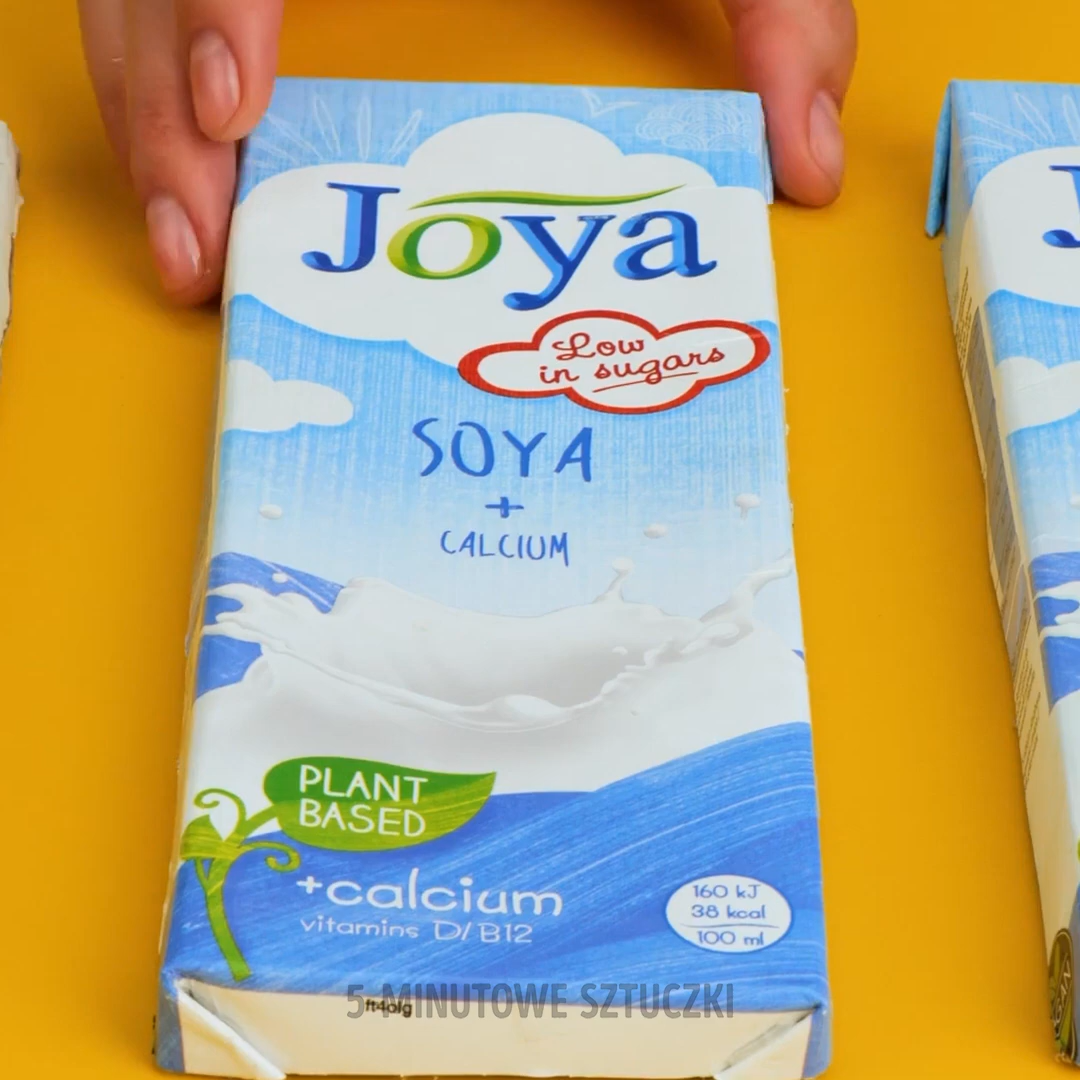 Joya
Low
in sugars
SOYA
+
CALCIUM
PLANT
BASED
+calcium
vitamins D/B12
160 kJ
38 kcal
100 ml
5-MINUTOWE SZTUCZKI